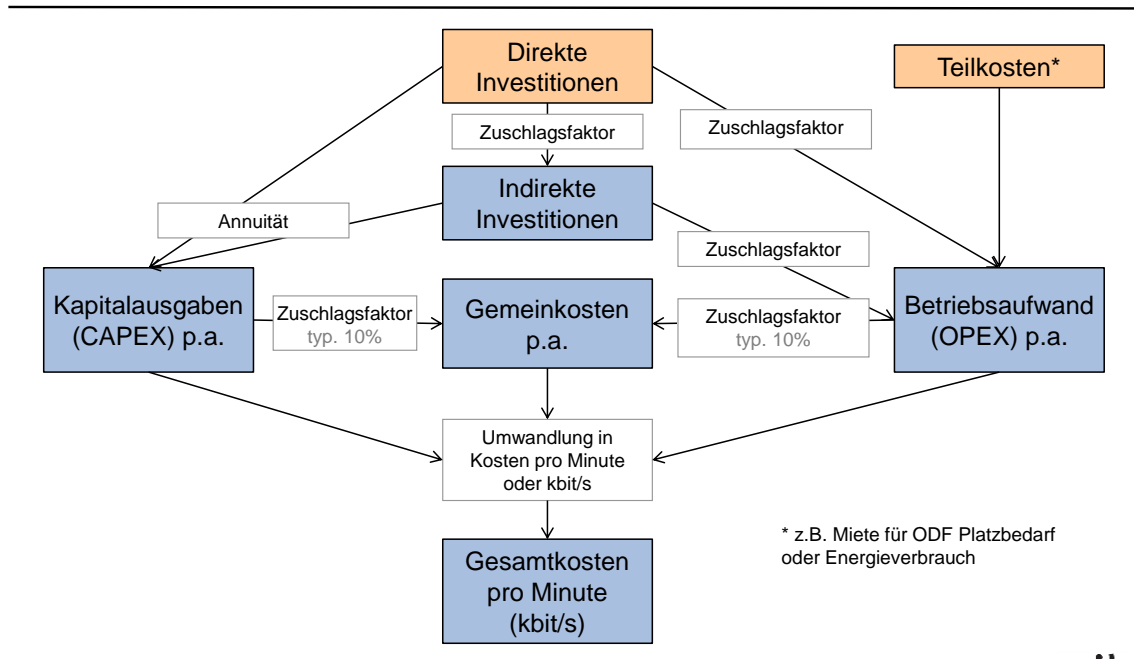 Direkte
Investitionen
Teilkosten*
Zuschlagsfaktor
Zuschlagsfaktor
Indirekte
Investitionen
Annuität
Zuschlagsfaktor
Kapitalausgaben
(CAPEX) p.a.
Zuschlagsfaktor
typ. 10%
Gemeinkosten
p.a.
Zuschlagsfaktor
typ. 10%
Betriebsaufwand
(OPEX) p.a.
Umwandlung in
Kosten pro Minute
oder kbit/s
* z.B. Miete für ODF Platzbedarf
oder Energieverbrauch
Gesamtkosten
pro Minute
(kbit/s)